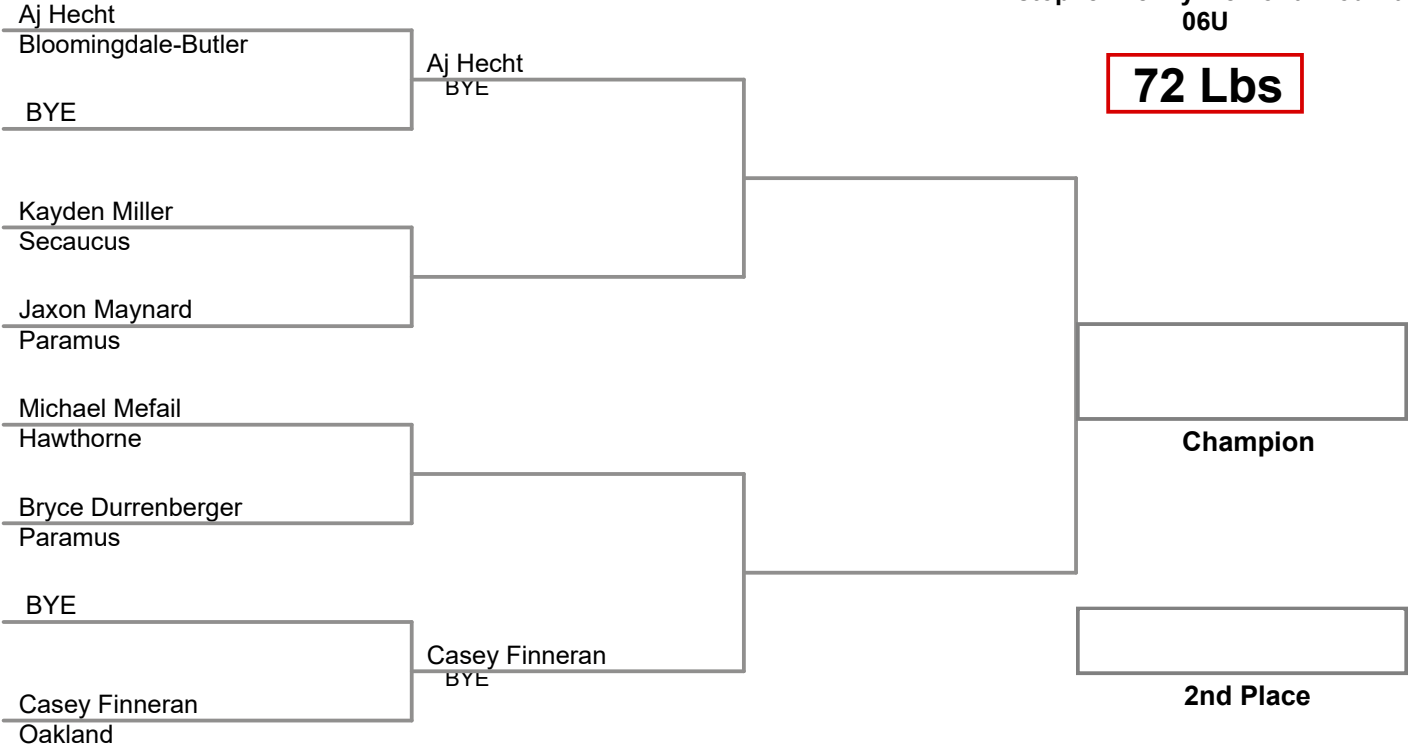 Aj Hecht
Bloomingdale-Butler
BYE
Aj Hecht
BYE
06U
72 Lbs
Kayden Miller
Secaucus
Jaxon Maynard
Paramus
Michael Mefail
Hawthorne
Bryce Durrenberger
Paramus
BYE
Casey Finneran
BYE
Casey Finneran
Oakland
Champion
2nd Place